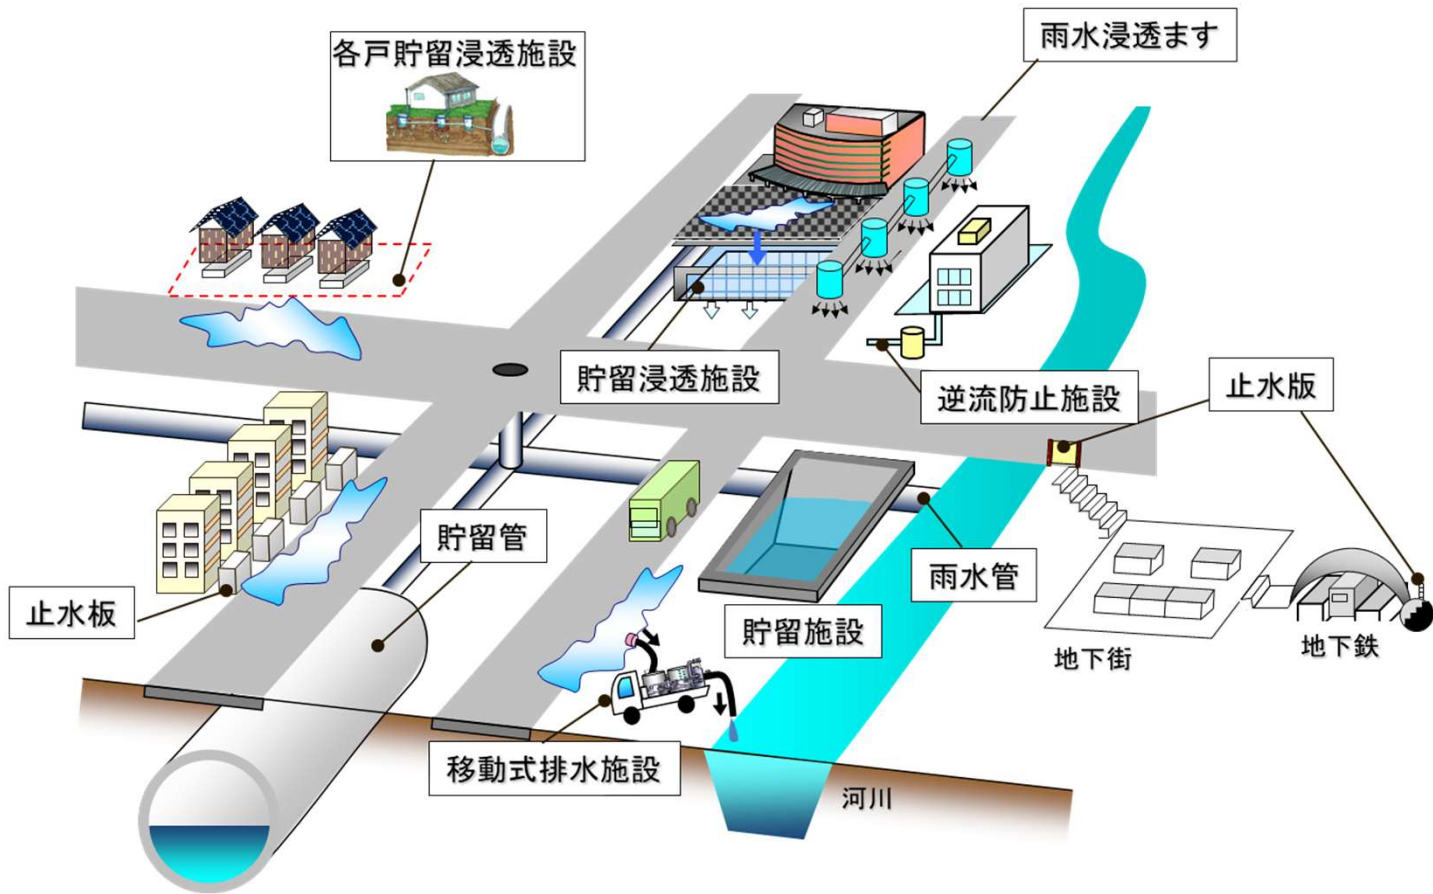 雨水浸透ます
各戸貯留浸透施設
貯留浸透施設
逆流防止施設
止水版
貯留管
雨水管
止水板
貯留施設
地下街
地下鉄
移動式排水施設
河川